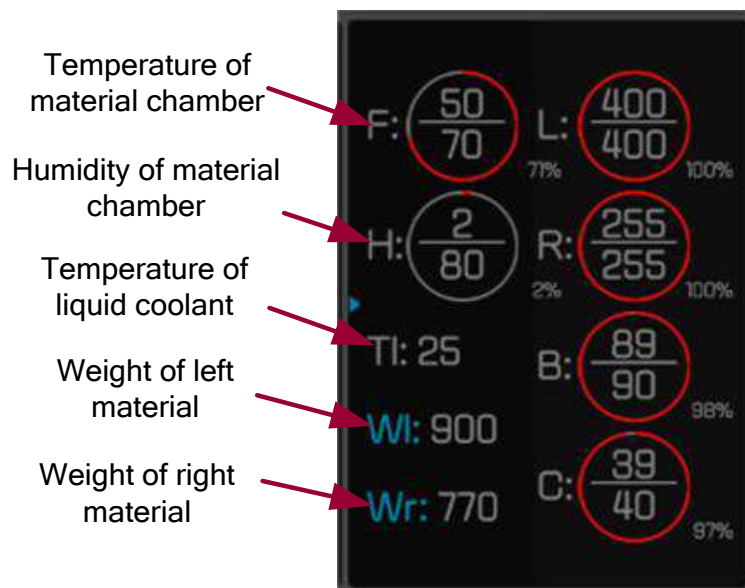 Temperature of
material chamber
Humidity of material
chamber
Temperature of
liquid coolant
Weight of left
material
Weight of right
material
F: 50
70
71%
L: 400
400
100%
H: 2
80
2%
R: 255
255
100%
Tl: 25
B: 89
90
98%
Wl: 900
C: 39
40
97%
Wr: 770